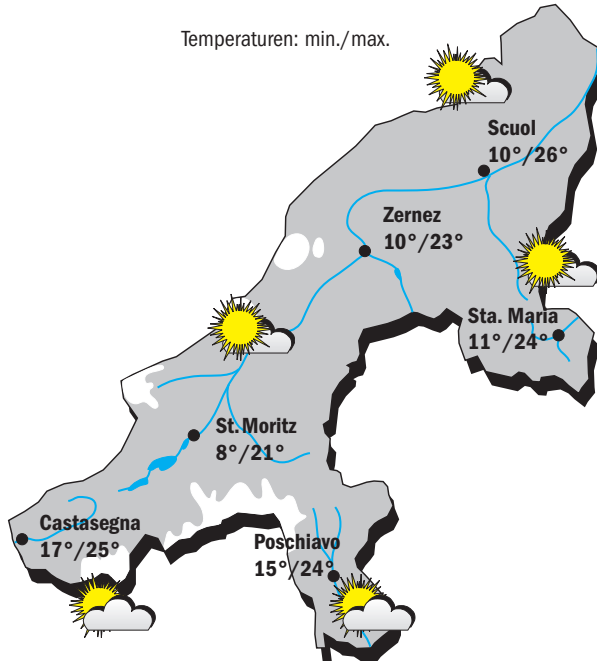 Temperaturen: min./max.
Scuol
10°/26°
Zernez
10°/23°
Sta. Maria
11°/24°
St. Moritz
8°/21°
Castasegna
17°/25°
Poschiavo
15°/24°